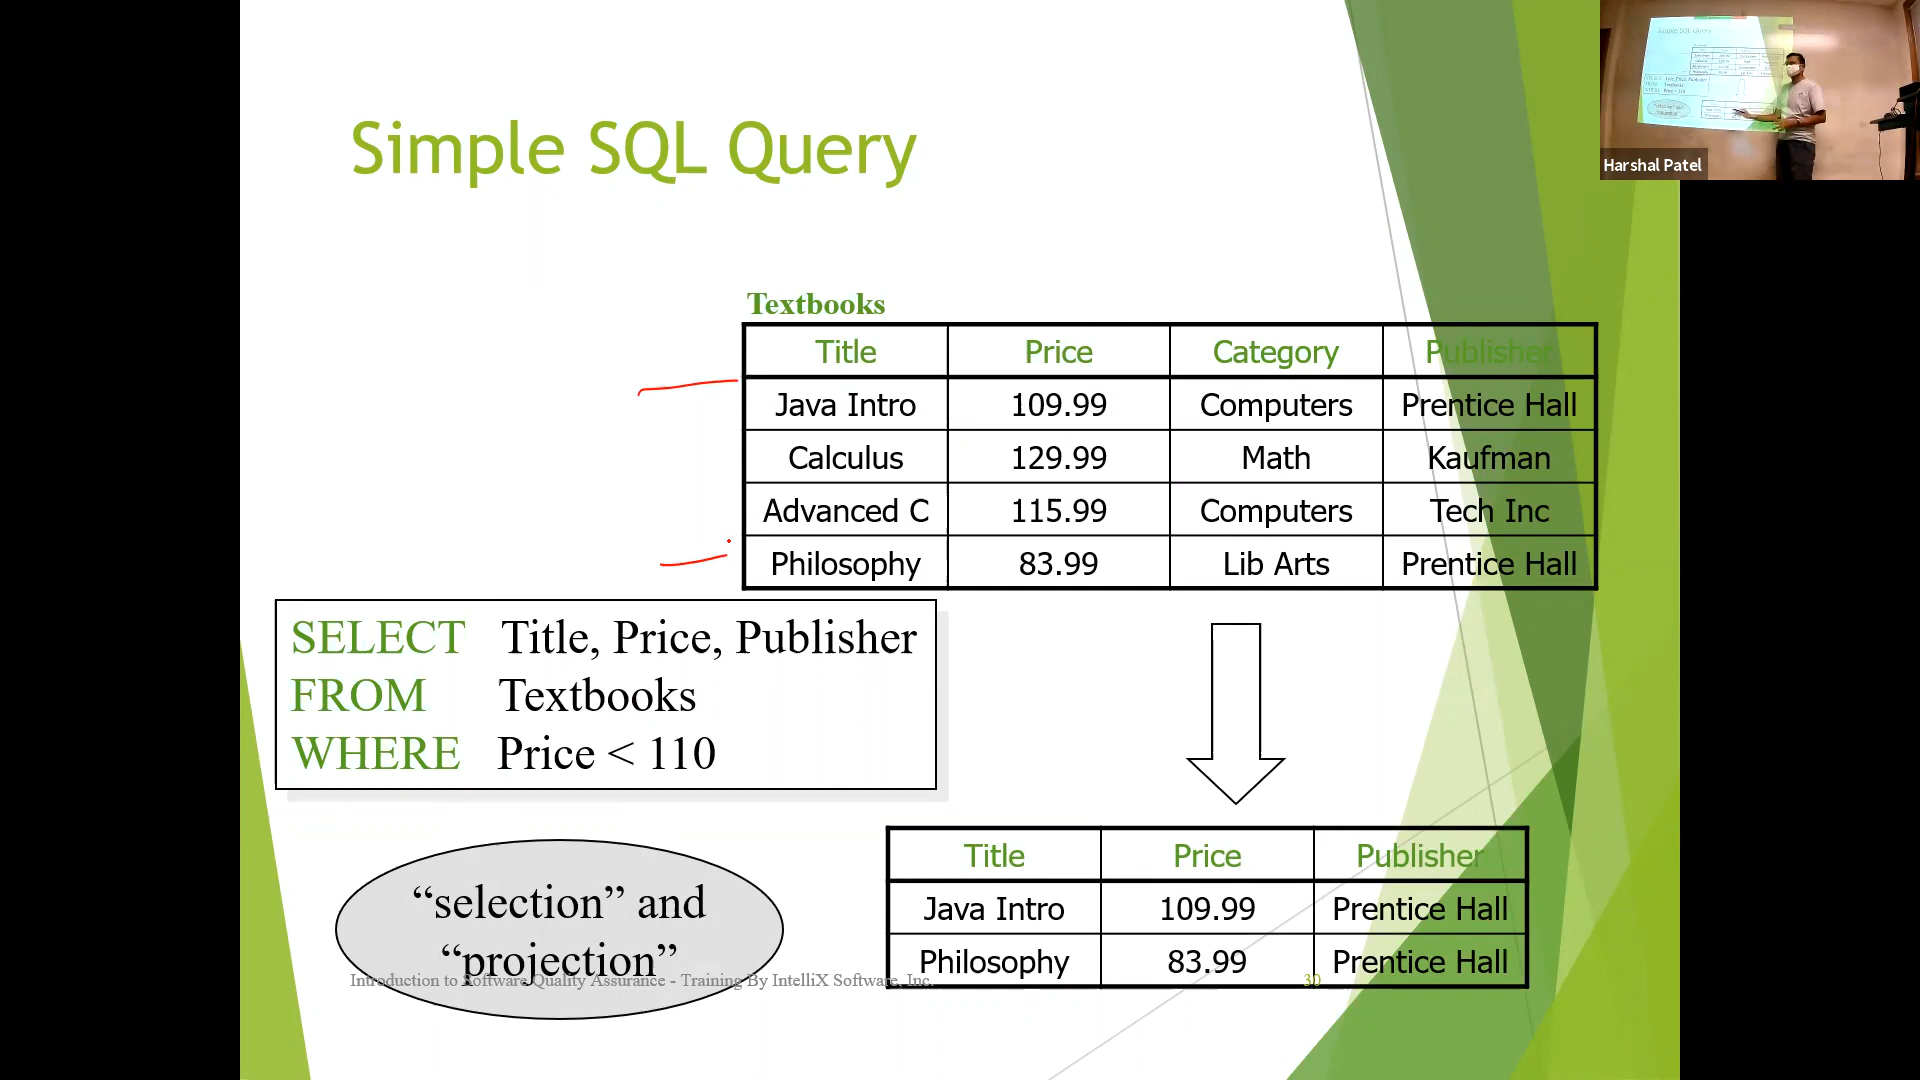 Simple SQL Query
Harshal Patel
Textbooks
Title Price Category Publisher
Java Intro 109.99 Computers Prentice Hall
Calculus 129.99 Math Kaufman
Advanced C 115.99 Computers Tech Inc
Philosophy 83.99 Lib Arts Prentice Hall
SELECT Title, Price, Publisher
FROM Textbooks
WHERE Price < 110
“selection” and
“projection”
Title Price Publisher
Java Intro 109.99 Prentice Hall
Philosophy 83.99 Prentice Hall
Introduction to Software Quality Assurance - Training By IntelliX Software, Inc.
30